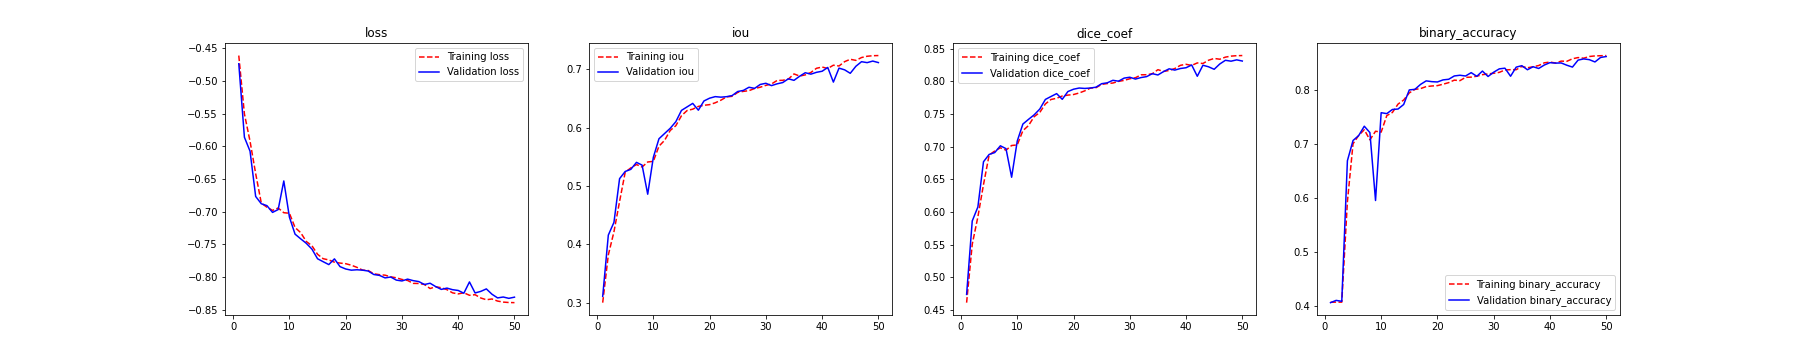 loss
−0.45
−0.50
−0.55
−0.60
−0.65
−0.70
−0.75
−0.80
−0.85
0 10 20 30 40 50
Training loss
Validation loss
iou
0.7
0.6
0.5
0.4
0.3
0 10 20 30 40 50
Training iou
Validation iou
dice_coef
0.85
0.80
0.75
0.70
0.65
0.60
0.55
0.50
0.45
0 10 20 30 40 50
Training dice_coef
Validation dice_coef
binary_accuracy
0.8
0.7
0.6
0.5
0.4
0 10 20 30 40 50
Training binary_accuracy
Validation binary_accuracy